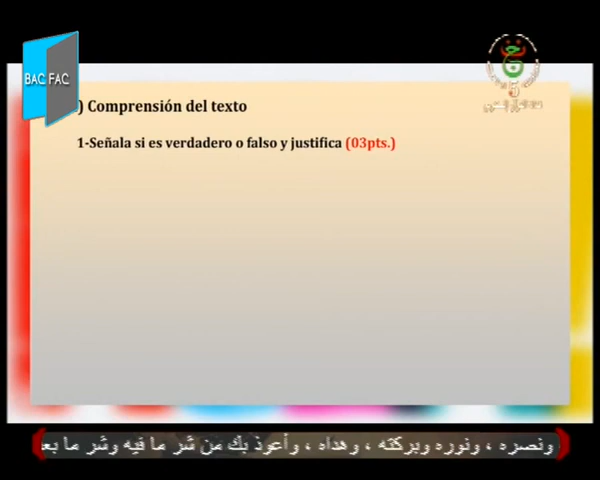 BAC FAC
) Comprensión del texto
1-Señala si es verdadero o falso y justifica (03pts.)
ونصره ، ونوره وبركته ، وهداه ، وأعوذ بك من شر ما فيه وشر ما بعد